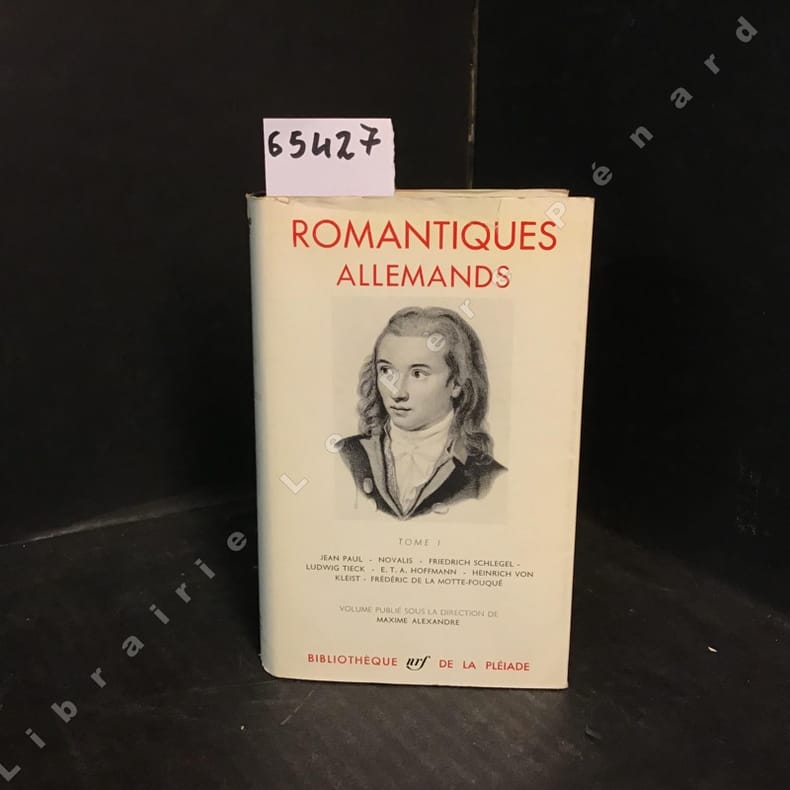 65427
ROMANTIQUES
ALLEMANDS
TOME I
JEAN PAUL - NOVALIS - FRIEDRICH SCHLEGEL -
LUDWIG TIECK - E. T. A. HOFFMANN - HEINRICH VON
KLEIST - FRÉDÉRIC DE LA MOTTE-FOUQUÉ
VOLUME PUBLIÉ SOUS LA DIRECTION DE
MAXIME ALEXANDRE
BIBLIOTHÈQUE nrf DE LA PLÉIADE
Librairie Le Père Pénard